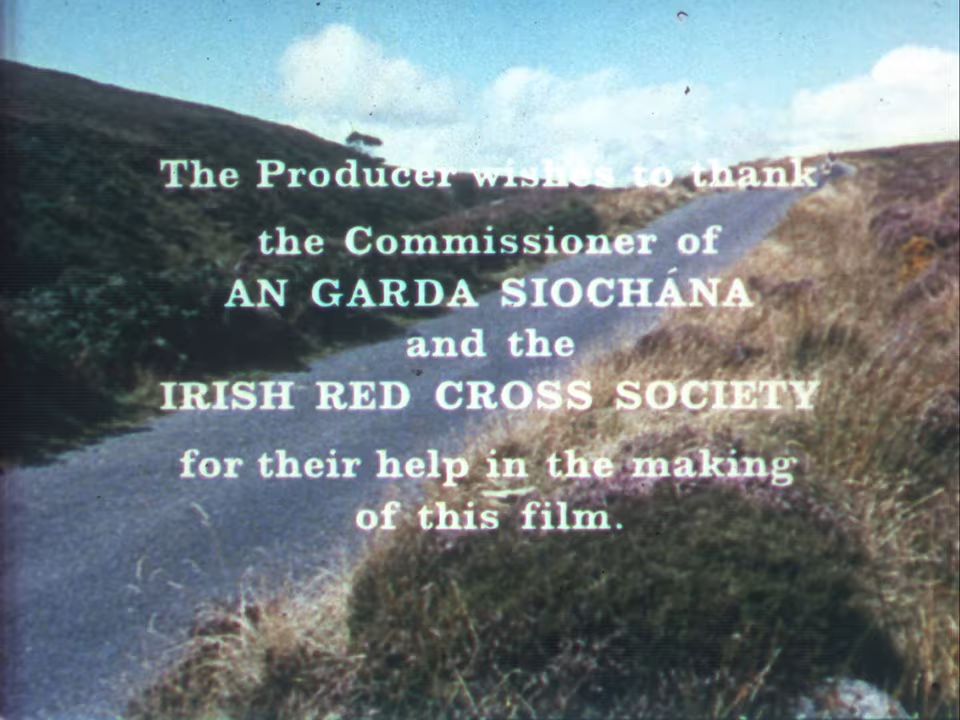 The Producer wishes to thank
the Commissioner of
AN GARDA SIOCHÁNA
and the
IRISH RED CROSS SOCIETY
for their help in the making
of this film.